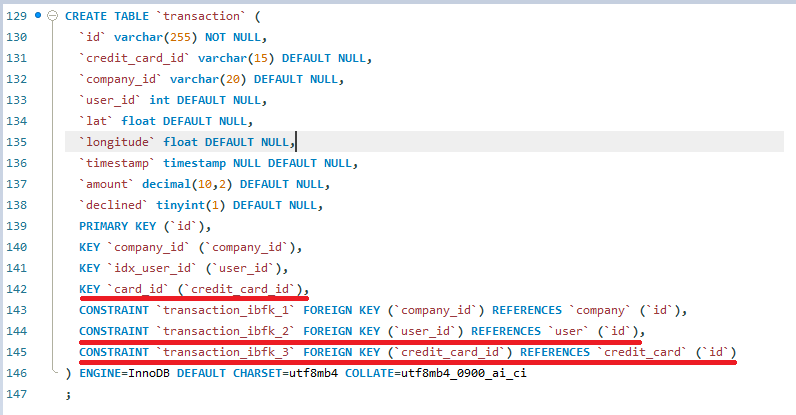 129 CREATE TABLE `transaction` (
130 `id` varchar(255) NOT NULL,
131 `credit_card_id` varchar(15) DEFAULT NULL,
132 `company_id` varchar(20) DEFAULT NULL,
133 `user_id` int DEFAULT NULL,
134 `lat` float DEFAULT NULL,
135 `longitude` float DEFAULT NULL,
136 `timestamp` timestamp NULL DEFAULT NULL,
137 `amount` decimal(10,2) DEFAULT NULL,
138 `declined` tinyint(1) DEFAULT NULL,
139 PRIMARY KEY (`id`),
140 KEY `company_id` (`company_id`),
141 KEY `idx_user_id` (`user_id`),
142 KEY `card_id` (`credit_card_id`),
143 CONSTRAINT `transaction_ibfk_1` FOREIGN KEY (`company_id`) REFERENCES `company` (`id`),
144 CONSTRAINT `transaction_ibfk_2` FOREIGN KEY (`user_id`) REFERENCES `user` (`id`),
145 CONSTRAINT `transaction_ibfk_3` FOREIGN KEY (`credit_card_id`) REFERENCES `credit_card` (`id`)
146 ) ENGINE=InnoDB DEFAULT CHARSET=utf8mb4 COLLATE=utf8mb4_0900_ai_ci
147 ;